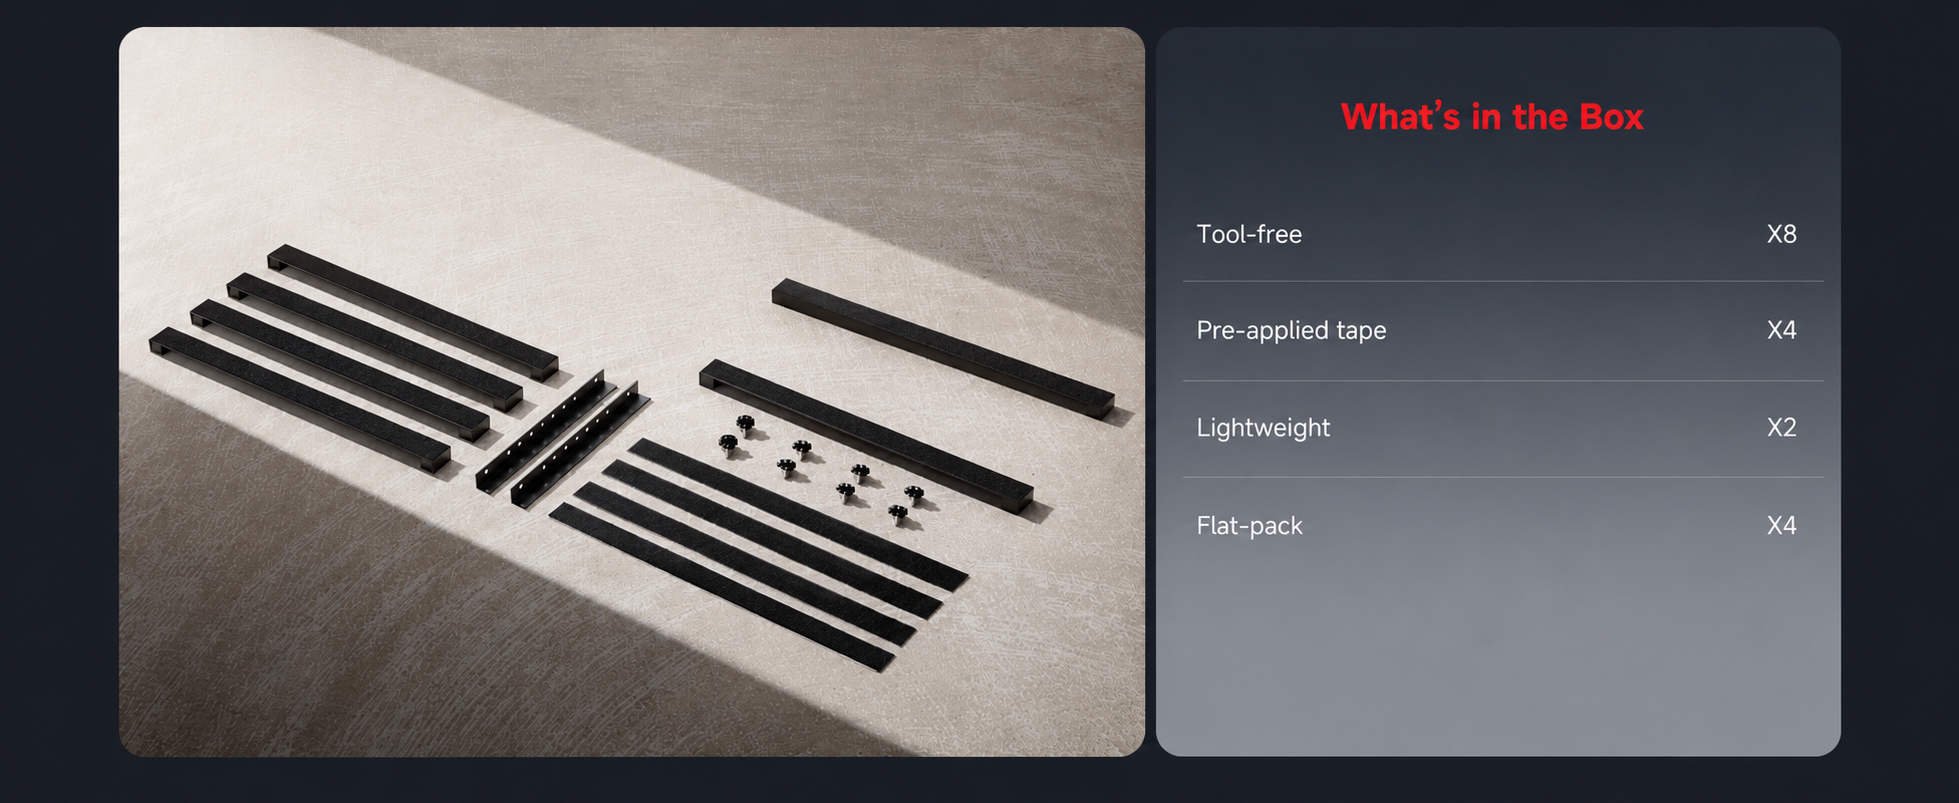 What's in the Box
Tool-free X8
Pre-applied tape X4
Lightweight X2
Flat-pack X4